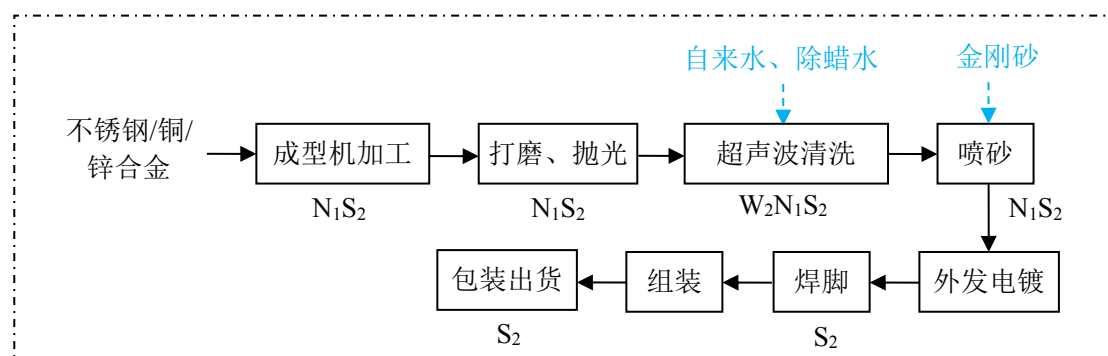 自来水、除蜡水
金刚砂
不锈钢/铜/
锌合金
成型机加工
打磨、抛光
超声波清洗
喷砂
N₁S₂
N₁S₂
W₂N₁S₂
N₁S₂
包装出货
组装
焊脚
外发电镀
S₂
S₂